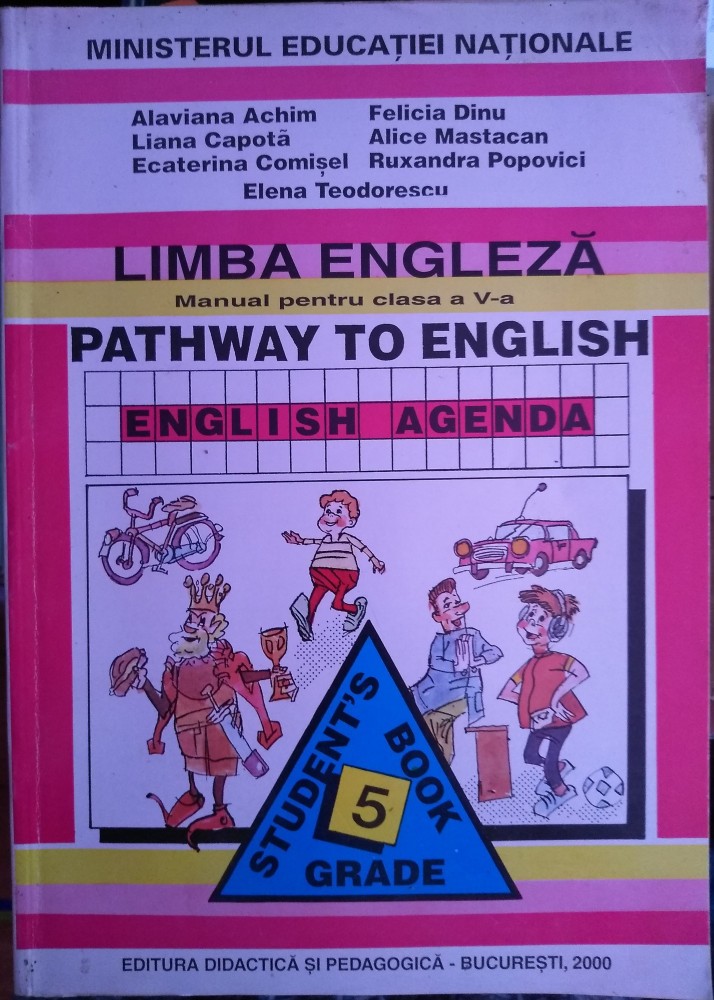 MINISTERUL EDUCAȚIEI NAȚIONALE
Alaviana Achim Felicia Dinu
Liana Capotă Alice Mastacan
Ecaterina Comișel Ruxandra Popovici
Elena Teodorescu
LIMBA ENGLEZĂ
Manual pentru clasa a V-a
PATHWAY TO ENGLISH
ENGLISH AGENDA
STUDENT'S BOOK
5
GRADE
EDITURA DIDACTICĂ ȘI PEDAGOGICĂ - BUCUREȘTI, 2000